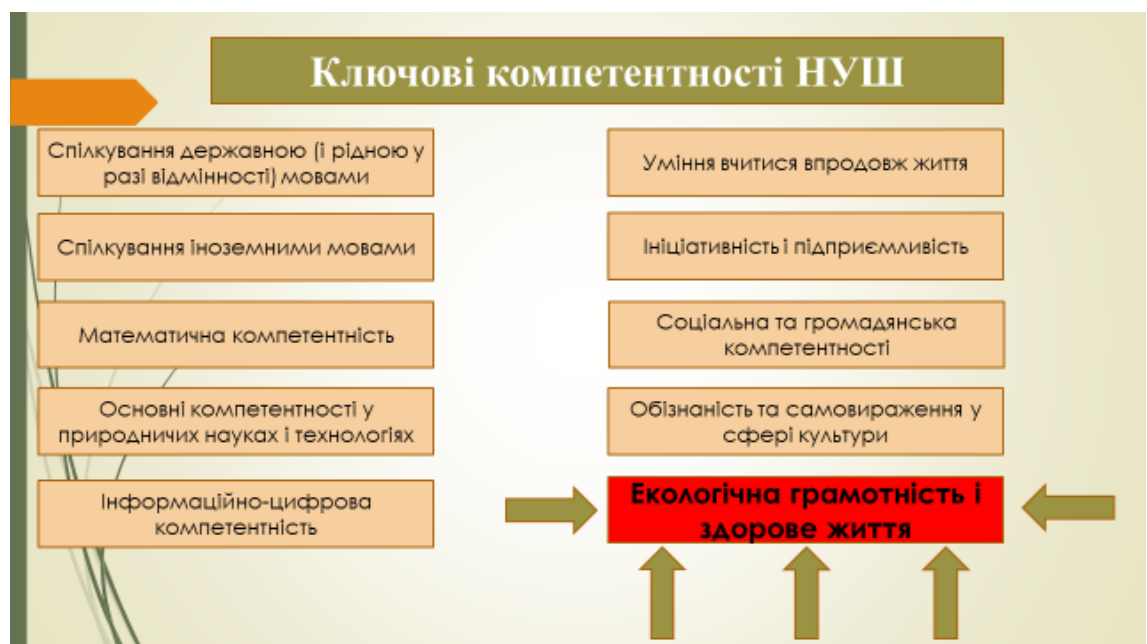 Ключові компетентності НУШ
Спілкування державною (і рідною у
разі відмінності) мовами
Спілкування іноземними мовами
Математична компетентність
Основні компетентності у
природничих науках і технологіях
Інформаційно-цифрова
компетентність
Уміння вчитися впродовж життя
Ініціативність і підприємливість
Соціальна та громадянська
компетентності
Обізнаність та самовираження у
сфері культури
Екологічна грамотність і
здорове життя